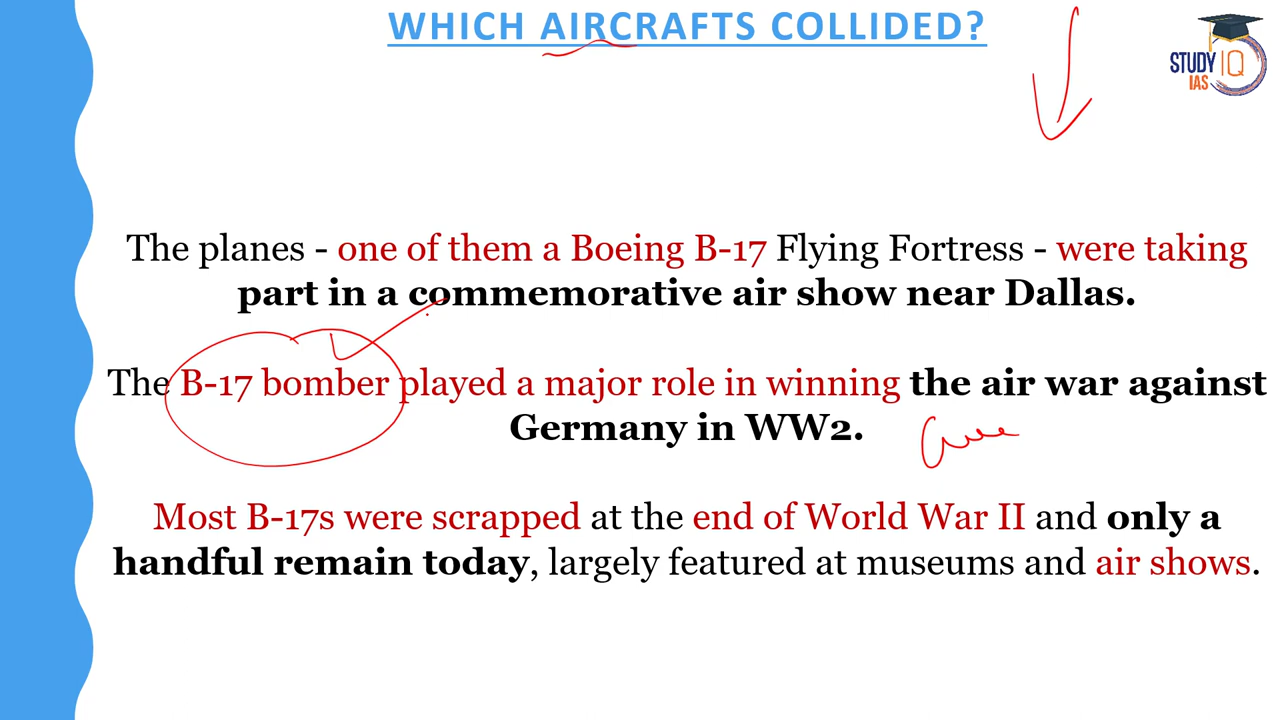 WHICH AIRCRAFTS COLLIDED?
STUDY IQ
IAS
The planes - one of them a Boeing B-17 Flying Fortress - were taking
part in a commemorative air show near Dallas.
The B-17 bomber played a major role in winning the air war against
Germany in WW2.
Most B-17s were scrapped at the end of World War II and only a
handful remain today, largely featured at museums and air shows.